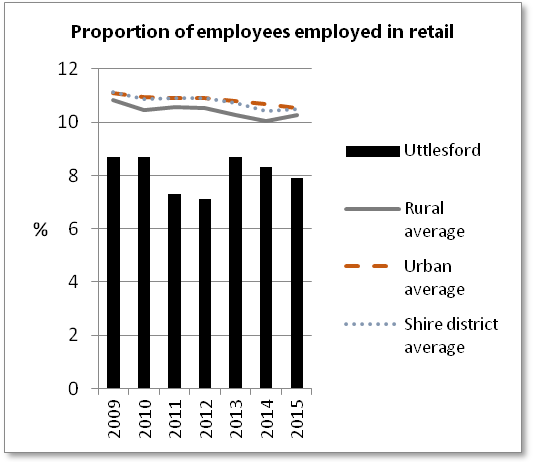 Proportion of employees employed in retail
12
10
8
6
4
2
0
%
2009
2010
2011
2012
2013
2014
2015
Uttlesford
Rural
average
Urban
average
Shire district
average